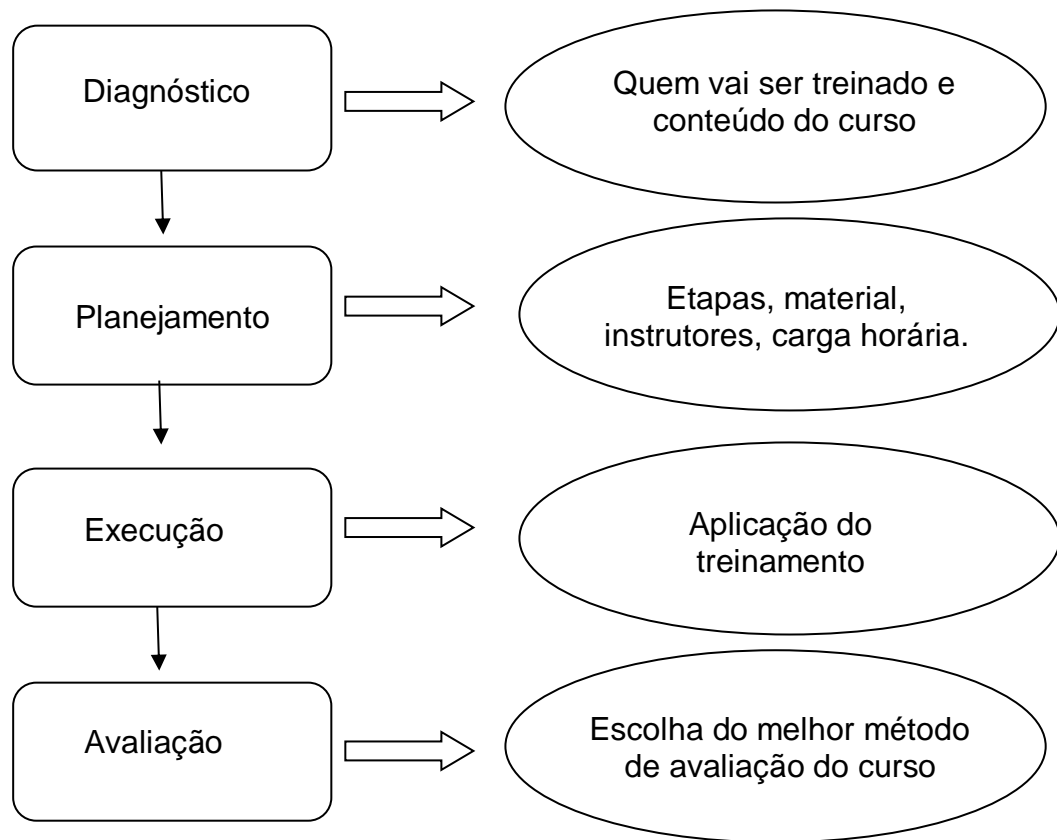 Diagnóstico
Quem vai ser treinado e
conteúdo do curso
Planejamento
Etapas, material,
instrutores, carga horária.
Execução
Aplicação do
treinamento
Avaliação
Escolha do melhor método
de avaliação do curso